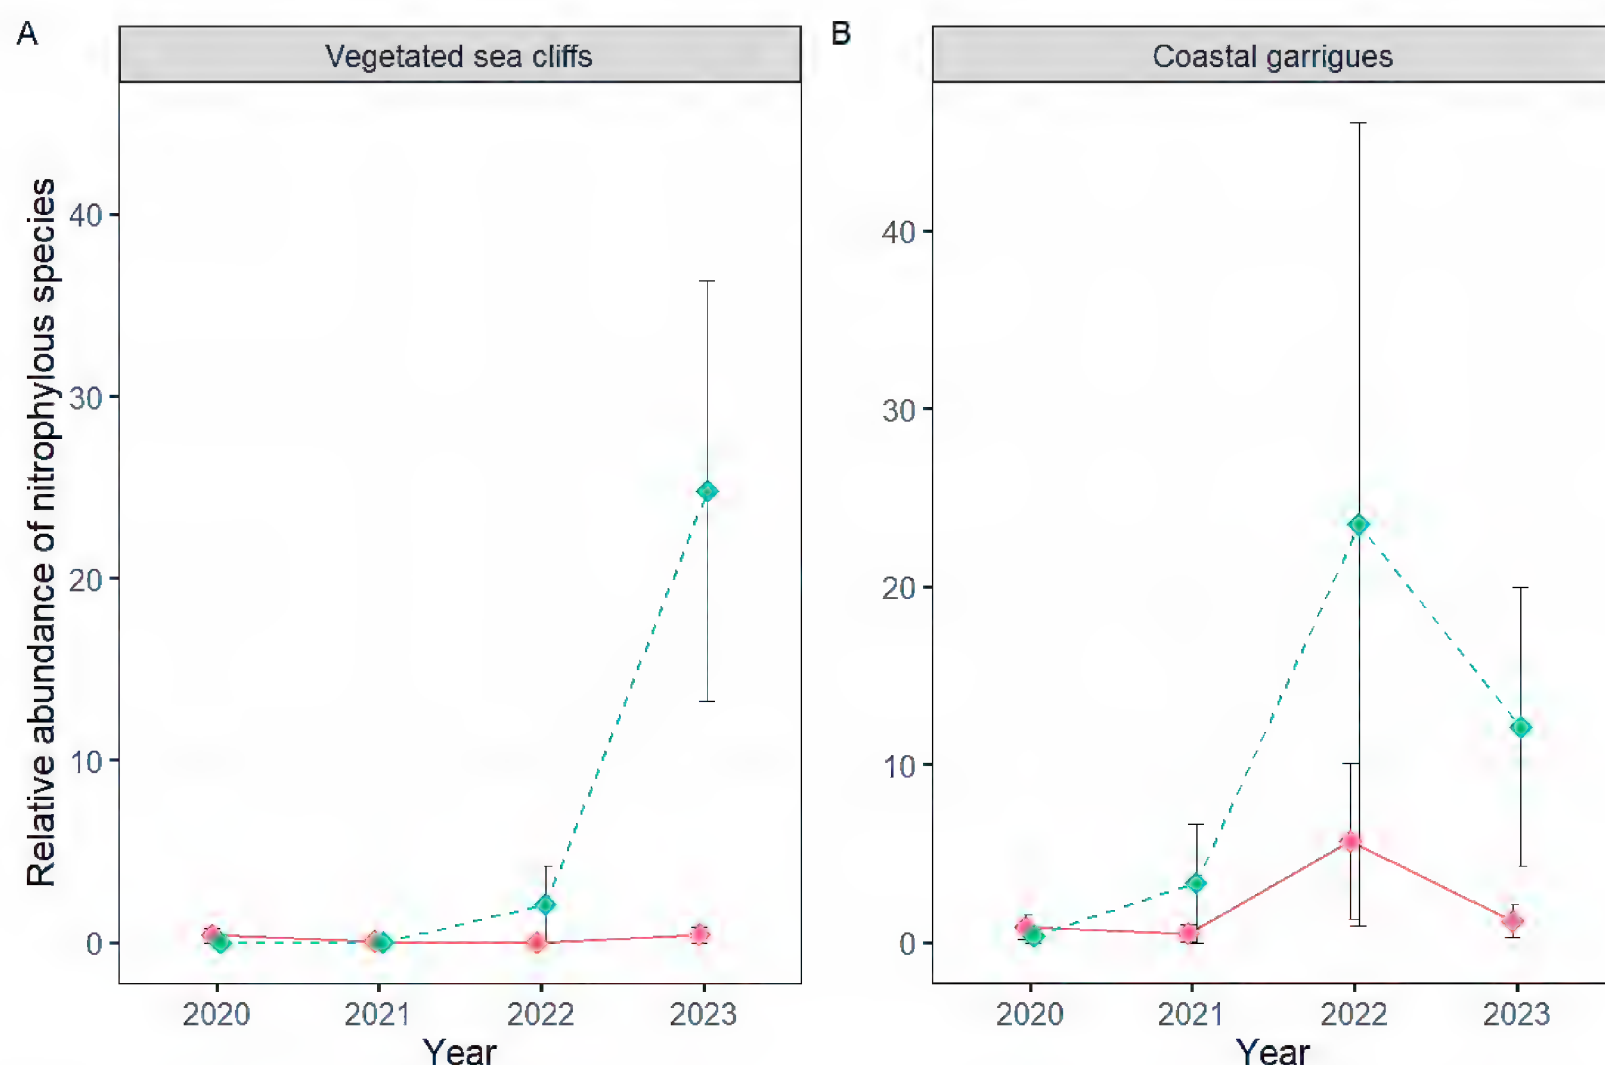 A
Vegetated sea cliffs
Relative abundance of nitrophylous species
40
30
20
10
0
2020 2021 2022 2023
Year
B
Coastal garrigues
40
30
20
10
0
2020 2021 2022 2023
Year